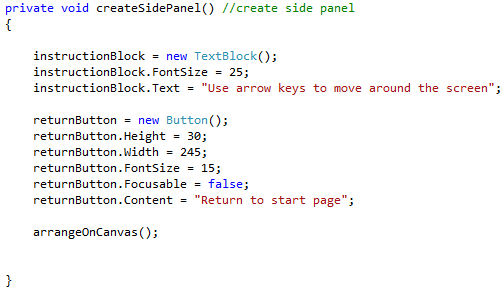 private void createSidePanel() //create side panel
{
instructionBlock = new TextBlock();
instructionBlock.FontSize = 25;
instructionBlock.Text = "Use arrow keys to move around the screen";
returnButton = new Button();
returnButton.Height = 30;
returnButton.Width = 245;
returnButton.FontSize = 15;
returnButton.Focusable = false;
returnButton.Content = "Return to start page";
arrangeOnCanvas();
}